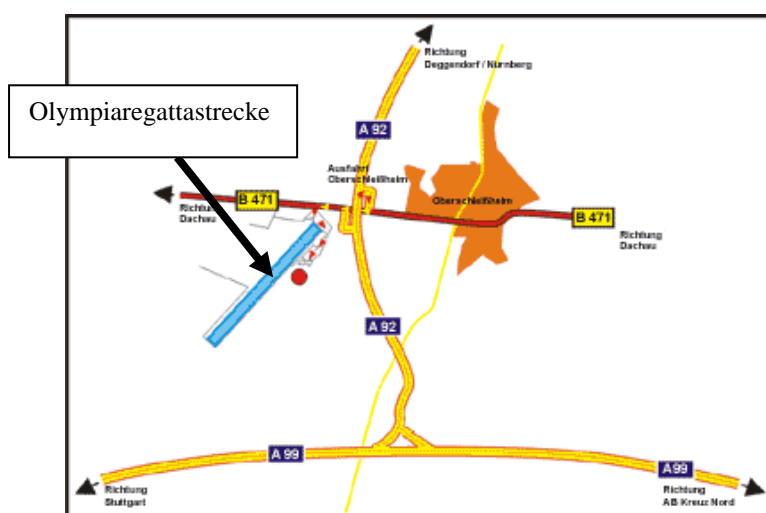 Richtung
Deggendorf / Nürnberg
Olympiaregattastrecke
A 92
Ausfahrt
Oberschleißheim
B 471
Oberschleißheim
Richtung
Dachau
B 471
Richtung
Dachau
A 92
A 99
A 99
Richtung
Stuttgart
Richtung
AB Kreuz Nord